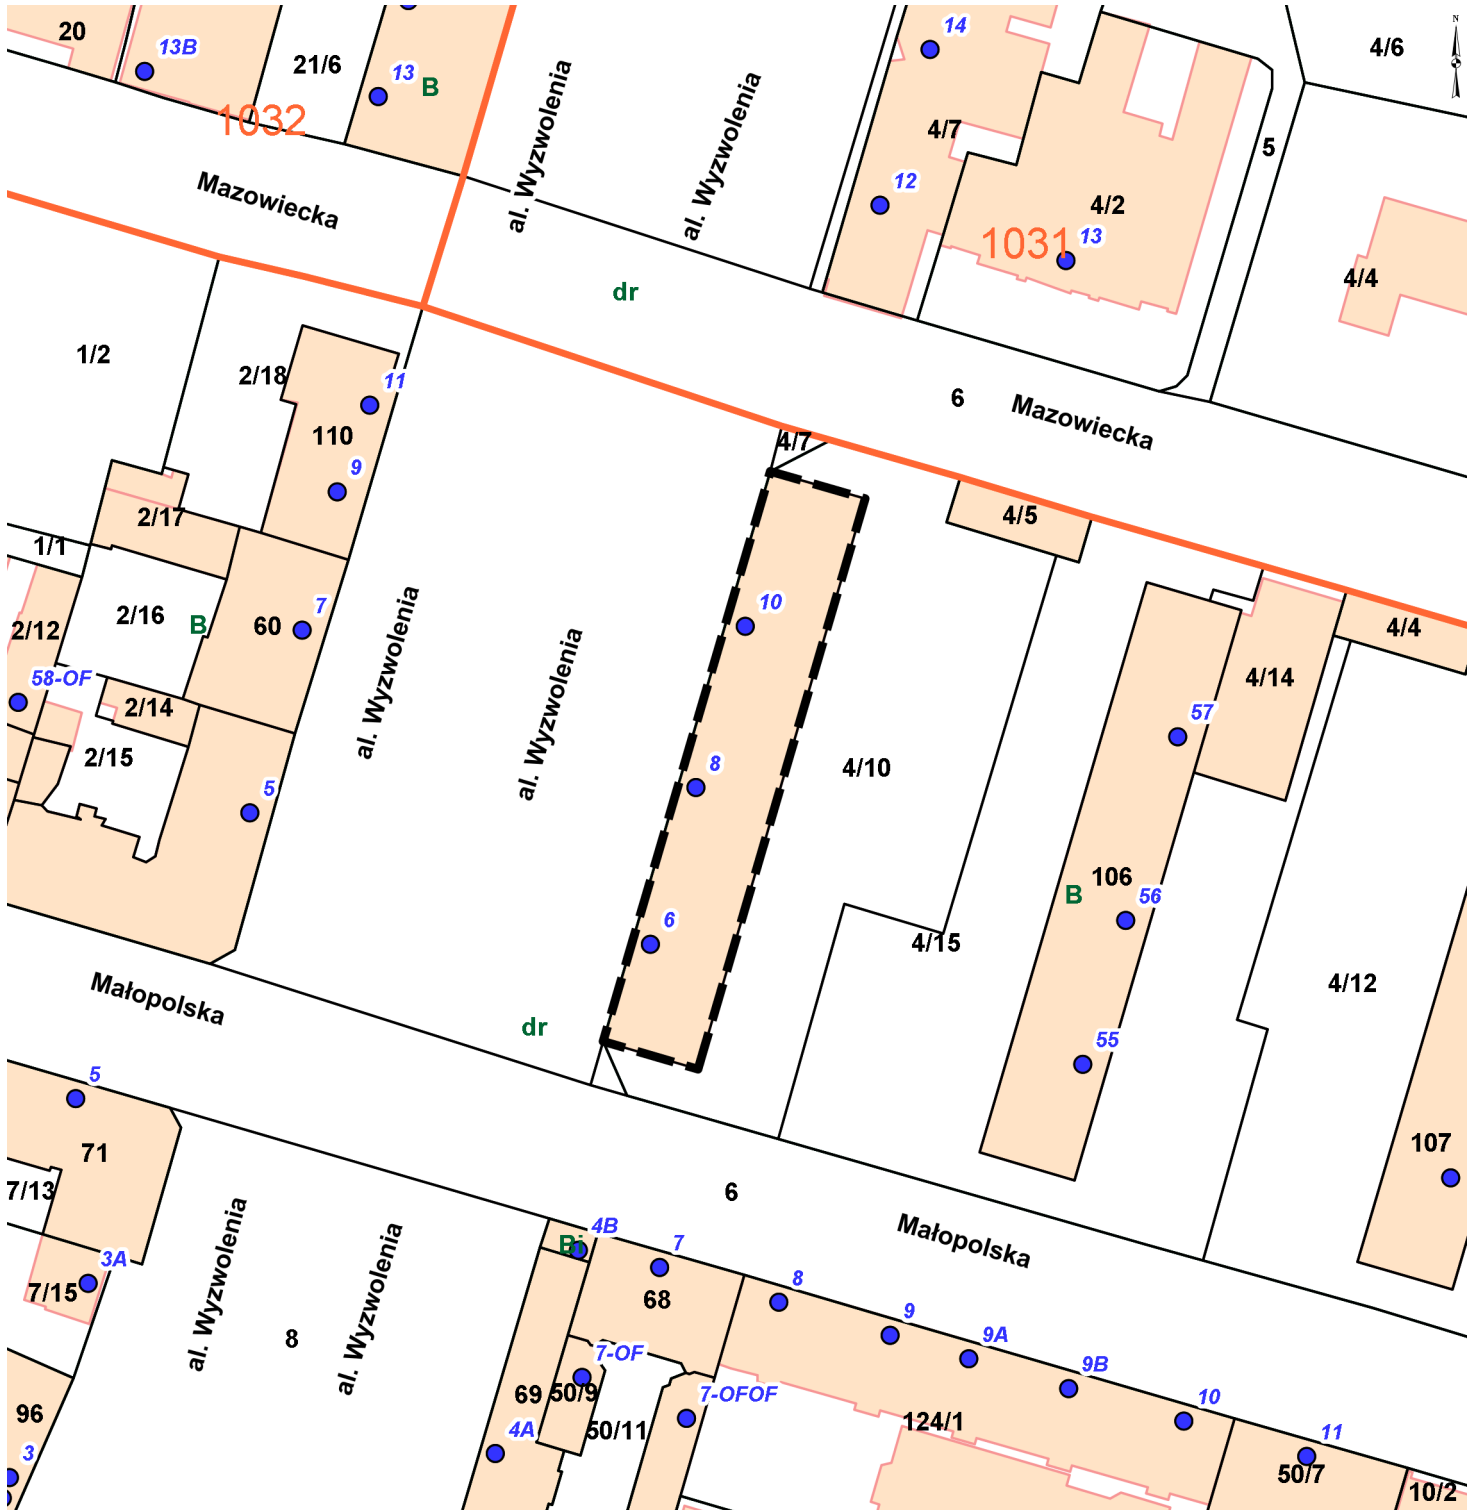 20
13B
21/6
13
B
1032
al. Wyzwolenia
al. Wyzwolenia
14
4/7
12
4/2
1031
13
5
4/6
N
4/4
Mazowiecka
dr
1/2
2/18
11
110
9
6
Mazowiecka
4/7
4/5
2/17
1/1
2/16
B
60
7
2/12
58-OF
2/14
2/15
5
al. Wyzwolenia
al. Wyzwolenia
10
8
6
4/10
4/15
4/4
4/14
57
106
B
56
55
4/12
107
Małopolska
dr
5
71
7/13
3A
7/15
al. Wyzwolenia
8
al. Wyzwolenia
96
3
6
Małopolska
4B
Bi
7
68
8
9
9A
9B
10
11
7-OF
50/9
69
4A
50/11
7-OFOF
124/1
50/7
10/2